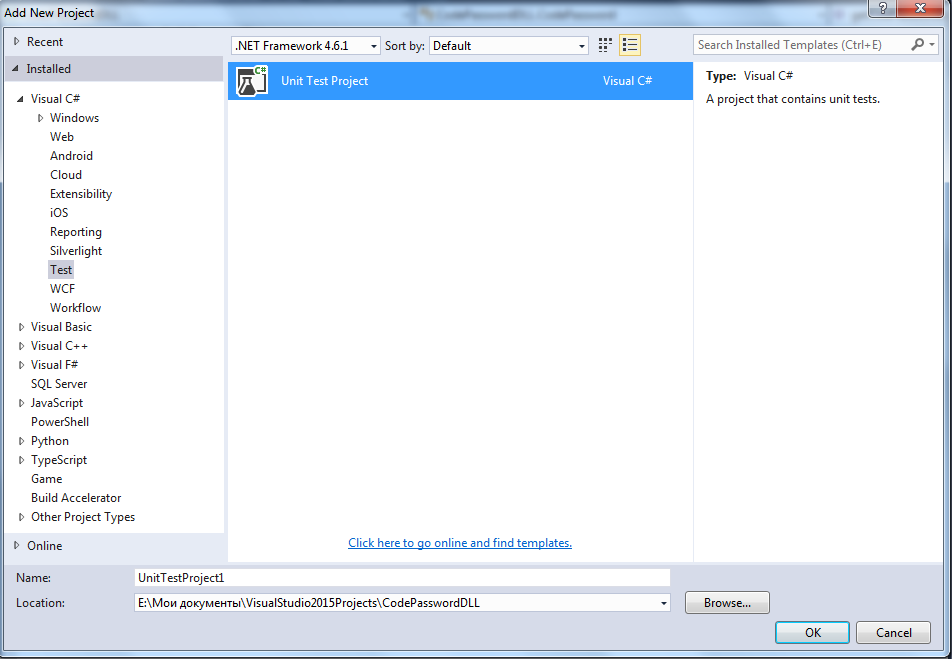 Add New Project
?
Recent
.NET Framework 4.6.1
Sort by:
Default
Search Installed Templates (Ctrl+E)
Installed
Visual C#
Windows
Web
Android
Cloud
Extensibility
iOS
Reporting
Silverlight
Test
WCF
Workflow
Visual Basic
Visual C++
Visual F#
SQL Server
JavaScript
PowerShell
Python
TypeScript
Game
Build Accelerator
Other Project Types
Online
C#
Unit Test Project
Visual C#
Type: Visual C#
A project that contains unit tests.
Click here to go online and find templates.
Name:
UnitTestProject1
Location:
E:\Мои документы\VisualStudio2015Projects\CodePasswordDLL
Browse...
OK
Cancel